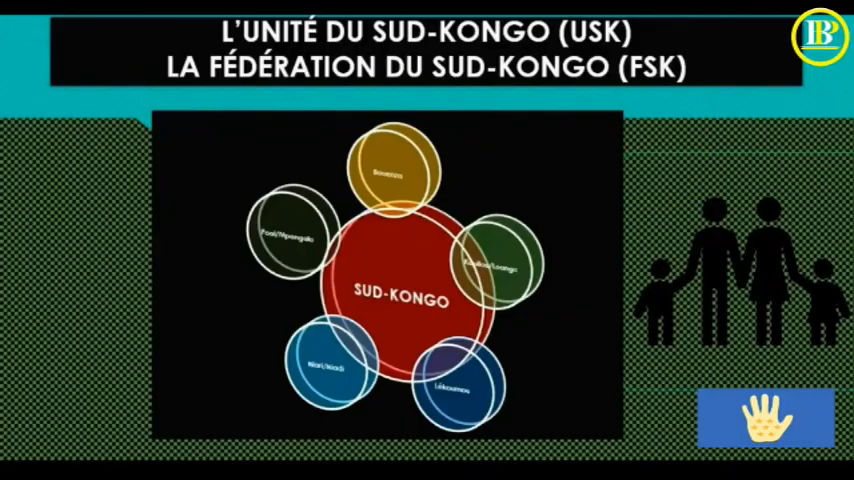 L'UNITÉ DU SUD-KONGO (USK)
LA FÉDÉRATION DU SUD-KONGO (FSK)
Bouenza
Pool/Mpangalu
Kouilou/Loango
SUD-KONGO
Niari/Niadi
Lékoumou